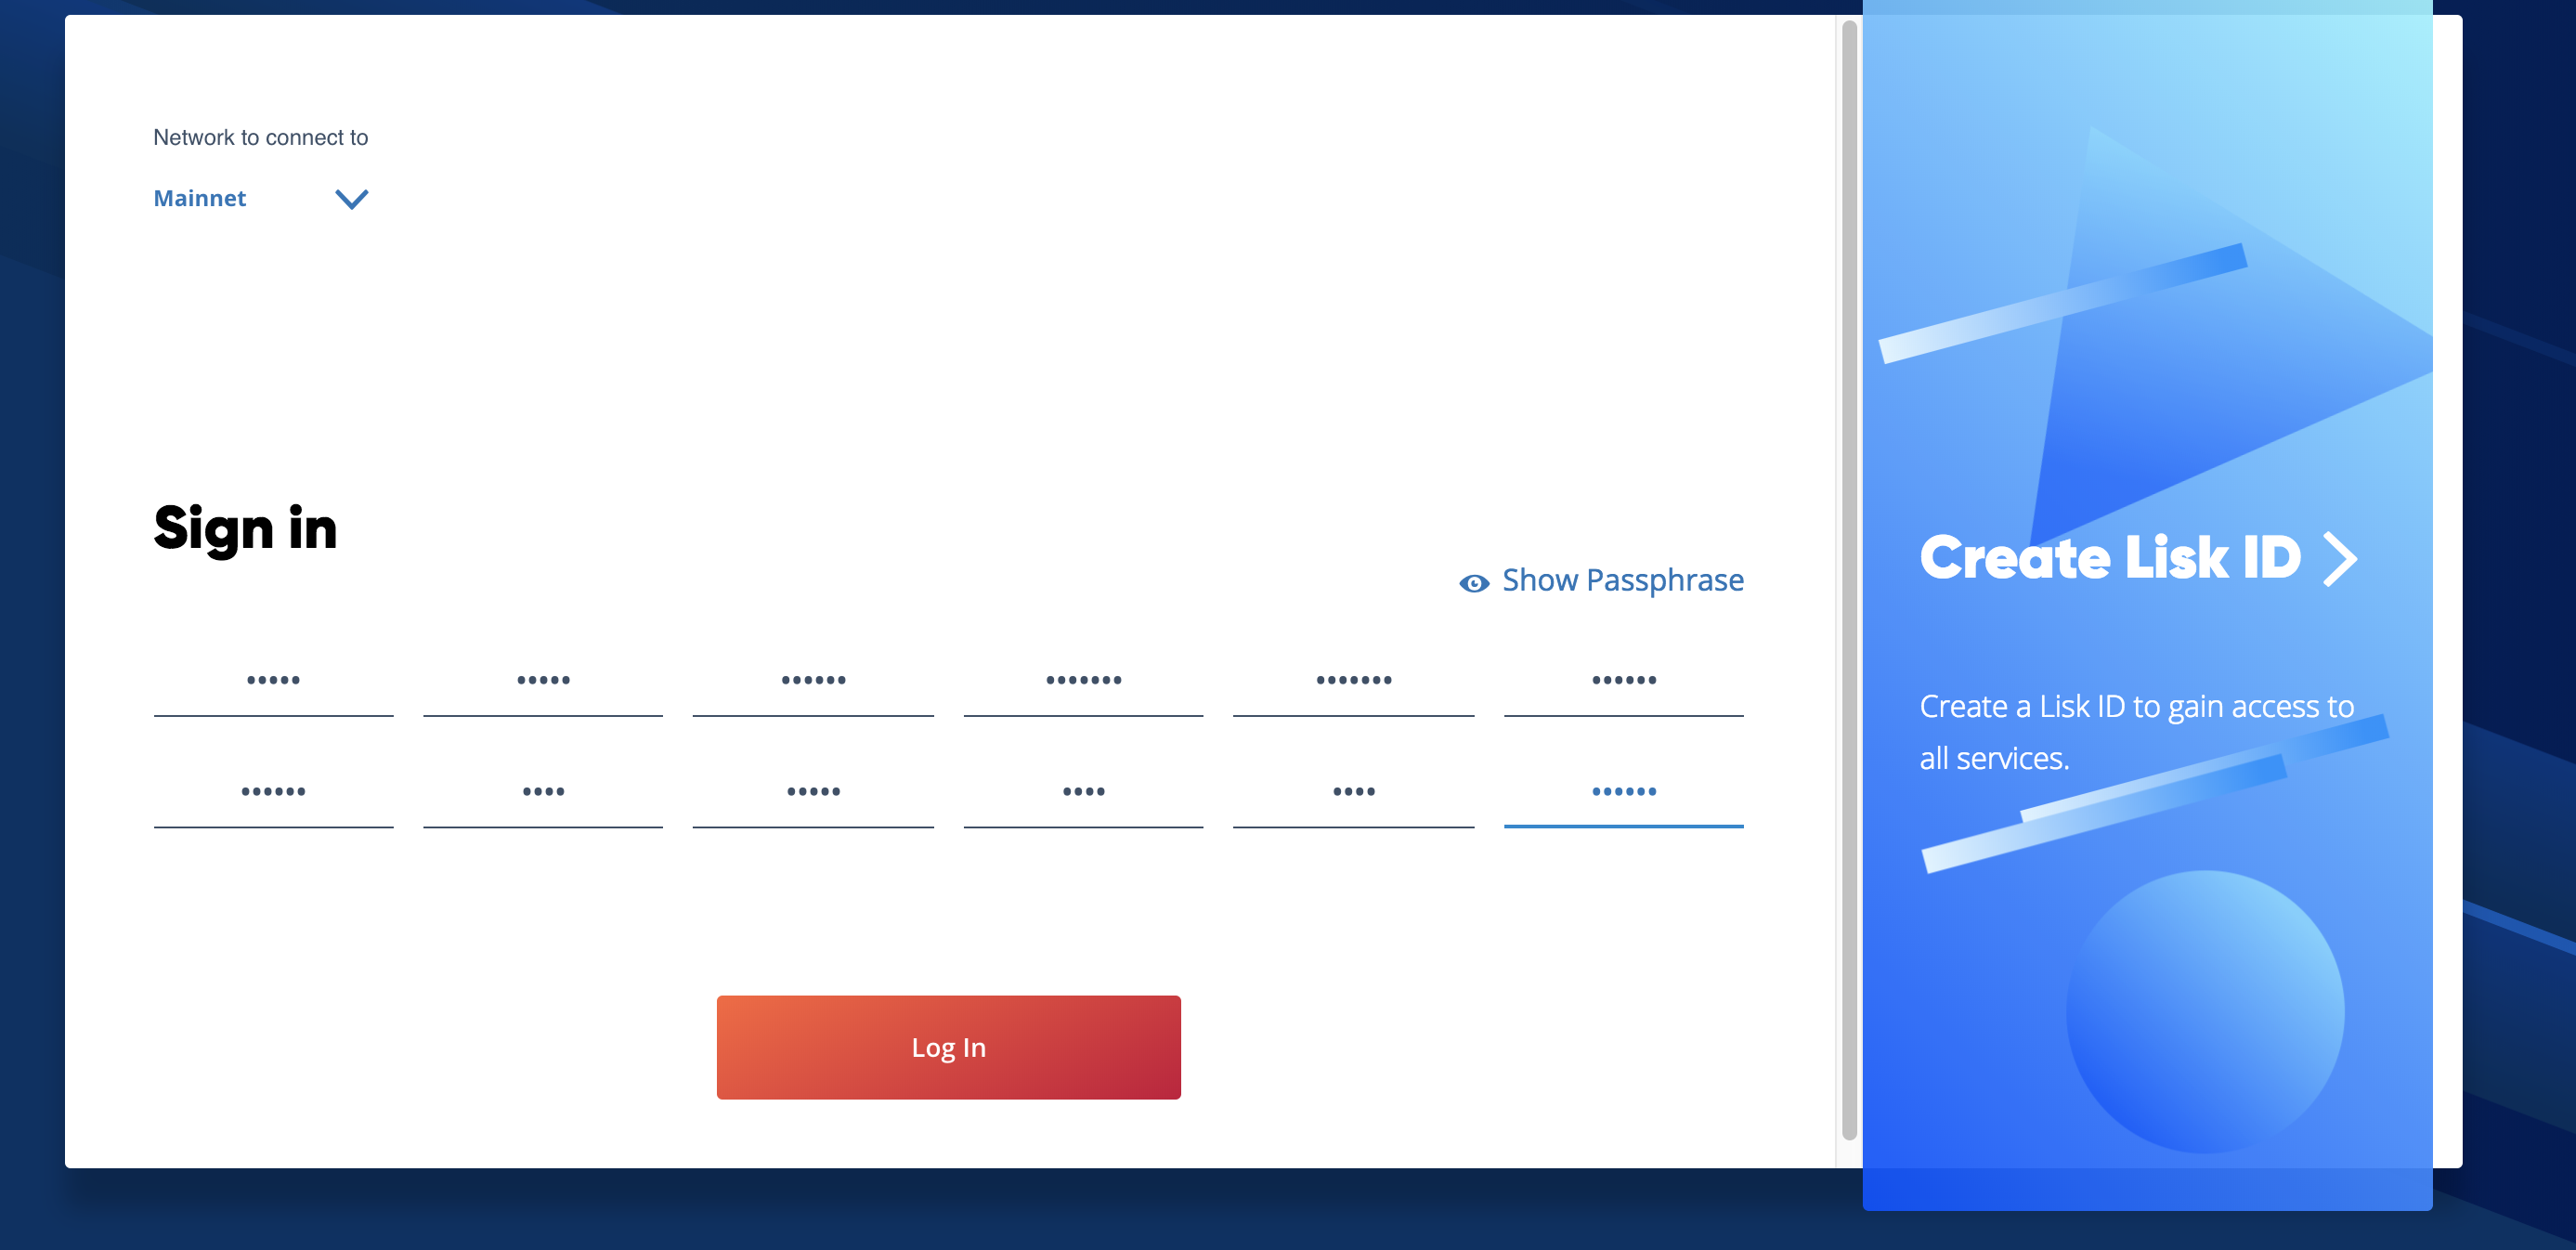 Network to connect to
Mainnet
Sign in
Show Passphrase
••••• ••••• •••••• ••••••• ••••••• ••••••
•••••• •••• ••••• •••• •••• ••••••
Log In
Create Lisk ID
Create a Lisk ID to gain access to
all services.